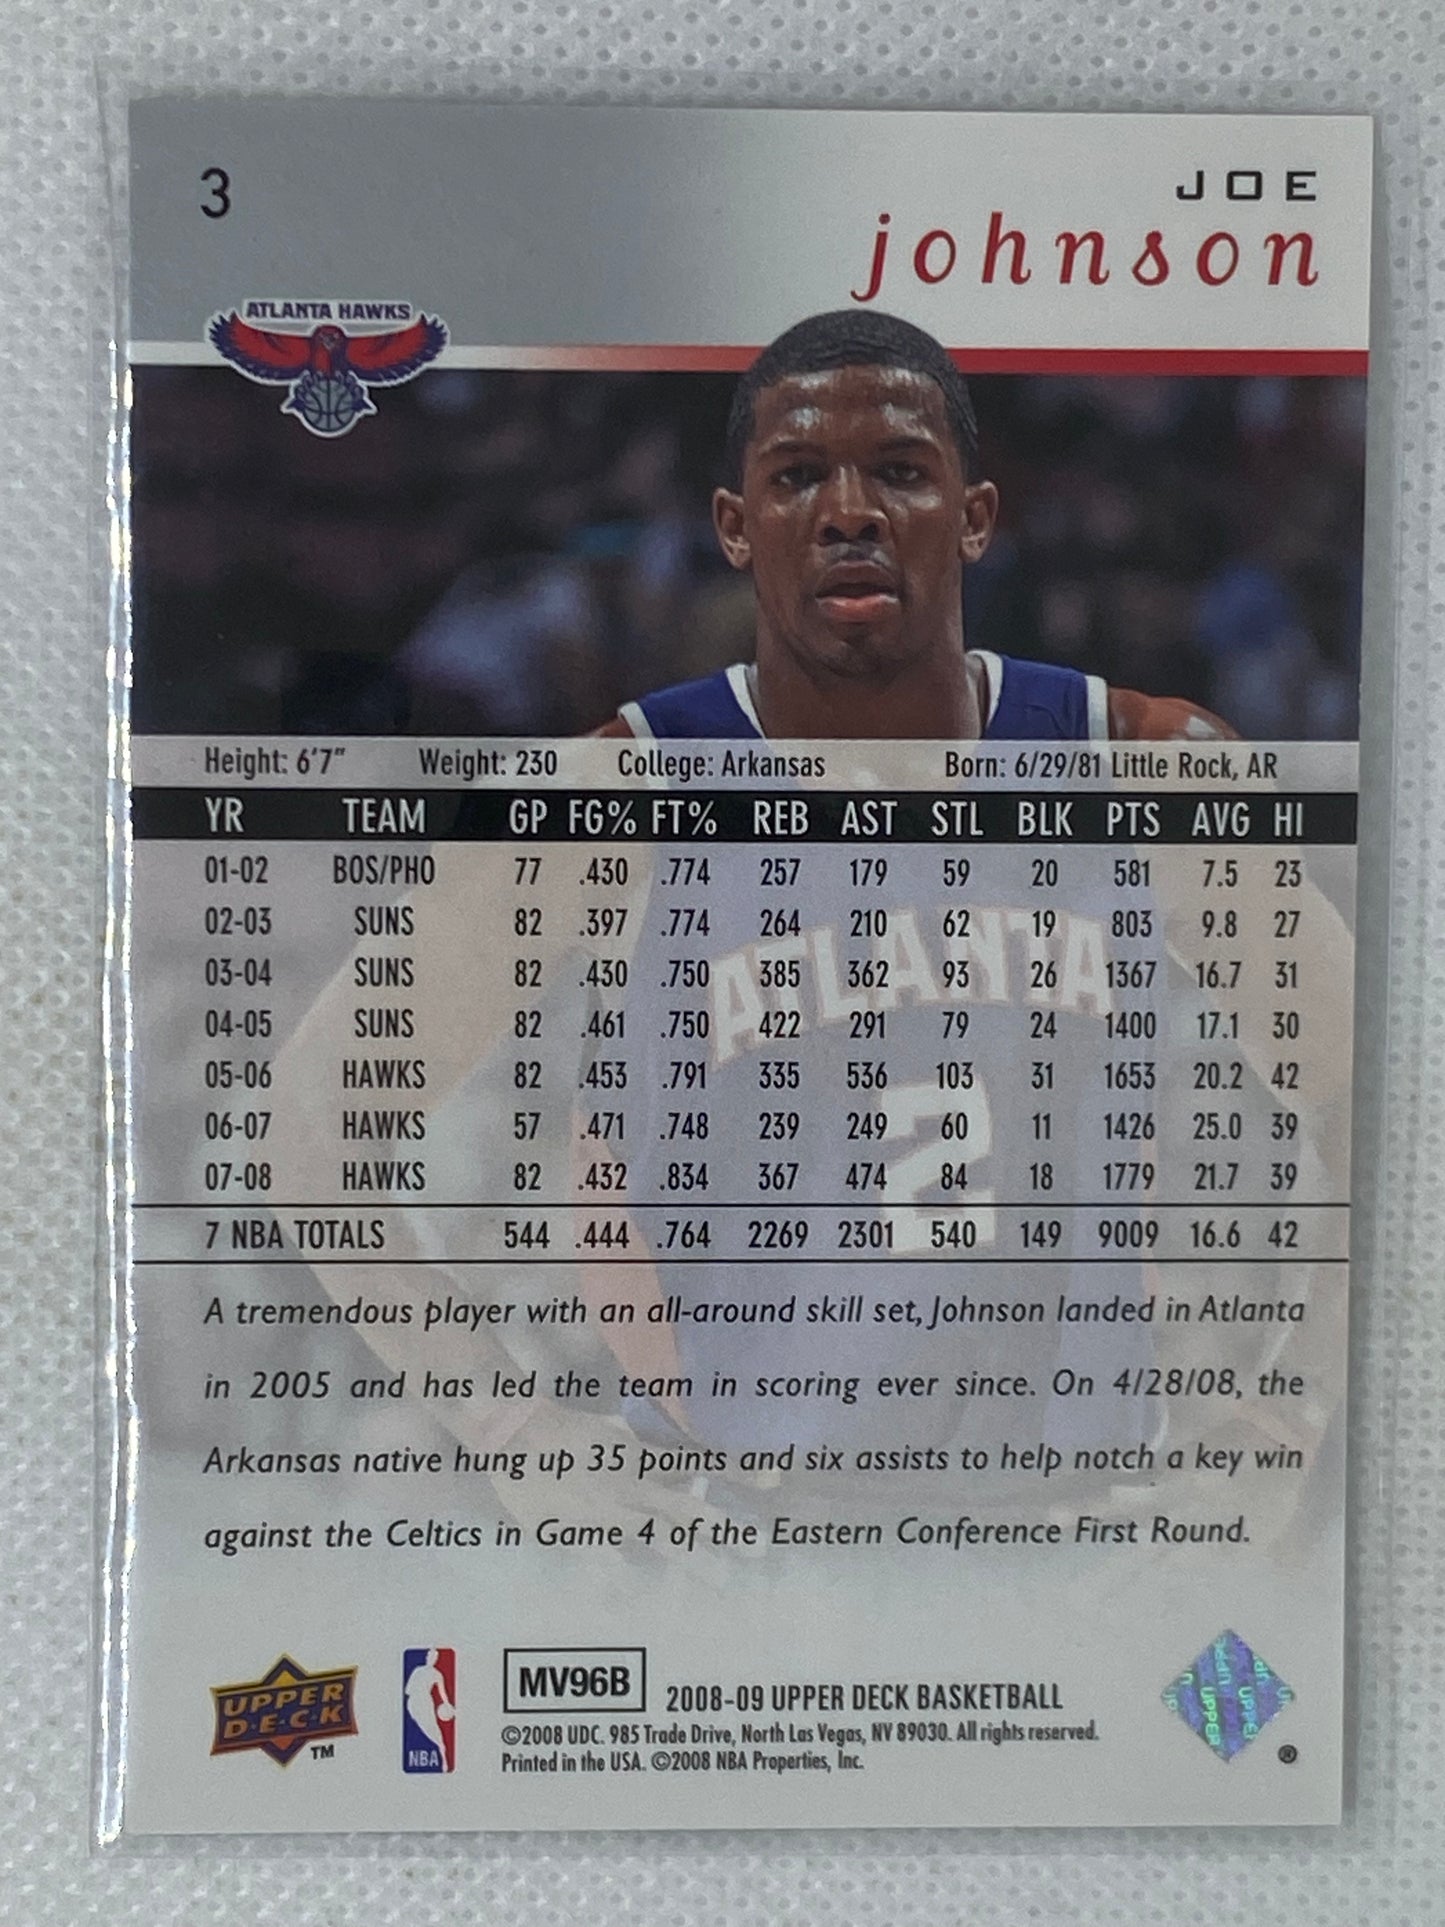 3
JOE
johnson
ATLANTA HAWKS
Height: 6'7" Weight: 230 College: Arkansas Born: 6/29/81 Little Rock, AR
YR TEAM GP FG% FT% REB AST STL BLK PTS AVG HI
01-02 BOS/PHO 77 .430 .774 257 179 59 20 581 7.5 23
02-03 SUNS 82 .397 .774 264 210 62 19 803 9.8 27
03-04 SUNS 82 .430 .750 385 362 93 26 1367 16.7 31
04-05 SUNS 82 .461 .750 422 291 79 24 1400 17.1 30
05-06 HAWKS 82 .453 .791 335 536 103 31 1653 20.2 42
06-07 HAWKS 57 .471 .748 239 249 60 11 1426 25.0 39
07-08 HAWKS 82 .432 .834 367 474 84 18 1779 21.7 39
7 NBA TOTALS 544 .444 .764 2269 2301 540 149 9009 16.6 42
ATLANTA
2
A tremendous player with an all-around skill set, Johnson landed in Atlanta
in 2005 and has led the team in scoring ever since. On 4/28/08, the
Arkansas native hung up 35 points and six assists to help notch a key win
against the Celtics in Game 4 of the Eastern Conference First Round.
UPPER
D·E·C·K
TM
NBA
MV96B 2008-09 UPPER DECK BASKETBALL
©2008 UDC. 985 Trade Drive, North Las Vegas, NV 89030. All rights reserved.
Printed in the USA. ©2008 NBA Properties, Inc.
UPPER
UPPER
®